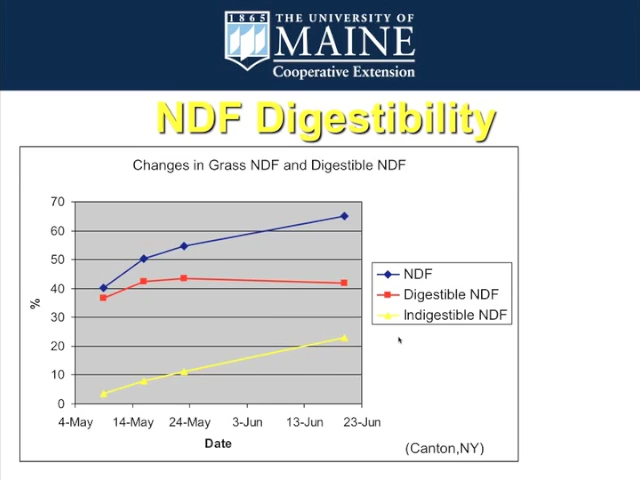 1865 THE UNIVERSITY OF
MAINE
Cooperative Extension
NDF Digestibility
Changes in Grass NDF and Digestible NDF
70
60
50
40
30
20
10
0
%
4-May 14-May 24-May 3-Jun 13-Jun 23-Jun
Date
NDF
Digestible NDF
Indigestible NDF
(Canton,NY)